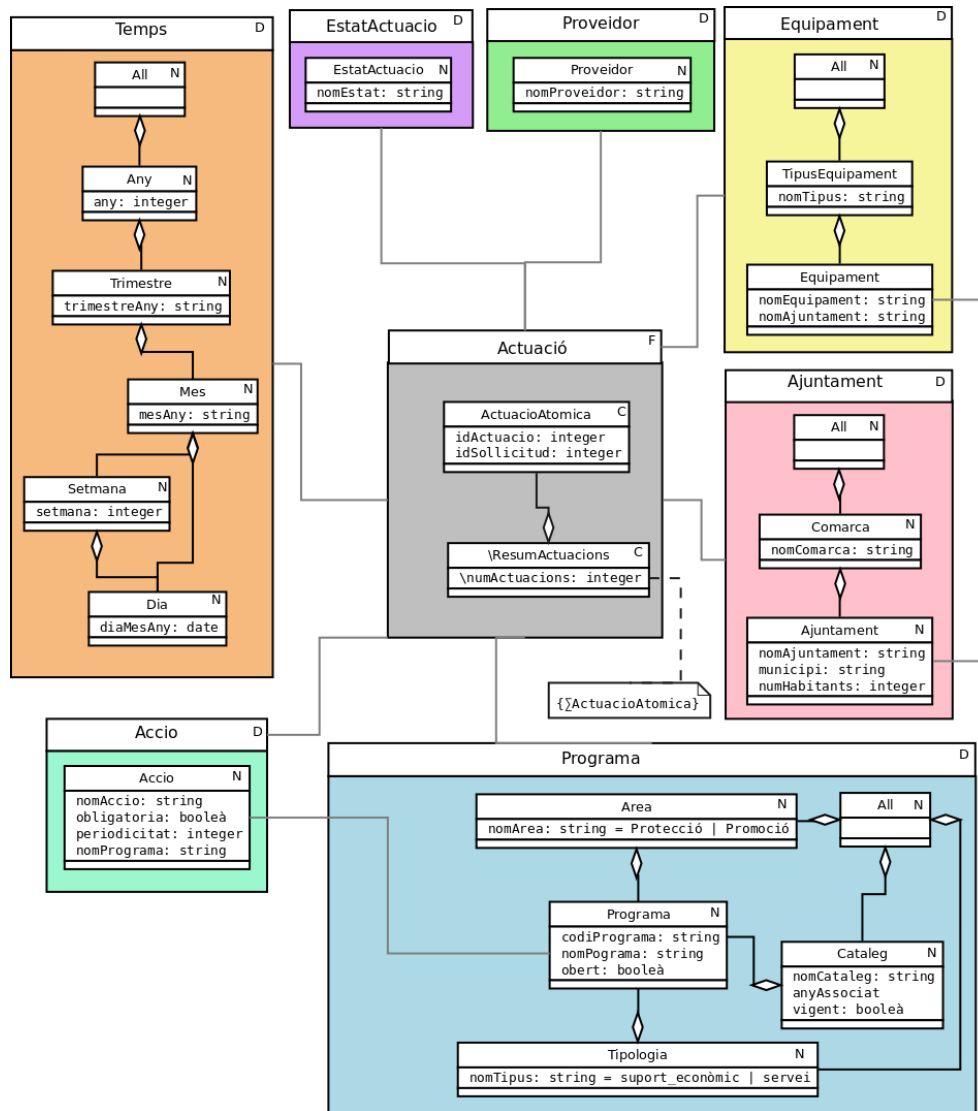 Temps
D
All
N
Any
N
any: integer
Trimestre
N
trimestreAny: string
Mes
N
mesAny: string
Setmana
N
setmana: integer
Dia
N
diaMesAny: date
EstatActuacio
D
EstatActuacio
N
nomEstat: string
Proveidor
D
Proveidor
N
nomProveidor: string
Equipament
D
All
N
TipusEquipament
nomTipus: string
Equipament
nomEquipament: string
nomAjuntament: string
Actuació
F
ActuacioAtomica
C
idActuacio: integer
idSollicitud: integer
\ResumActuacions
C
\numActuacions: integer
{∑ActuacioAtomica}
Ajuntament
D
All
N
Comarca
N
nomComarca: string
Ajuntament
N
nomAjuntament: string
municipi: string
numHabitants: integer
Accio
D
Accio
N
nomAccio: string
obligatoria: booleà
periodicitat: integer
nomPrograma: string
Programa
D
Area
N
nomArea: string = Protecció | Promoció
All
N
Programa
N
codiPrograma: string
nomPograma: string
obert: booleà
Cataleg
N
nomCataleg: string
anyAssociat
vigent: booleà
Tipologia
N
nomTipus: string = suport_econòmic | servei